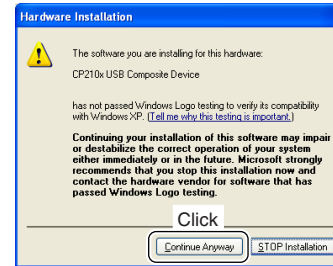 Hardware Installation
The software you are installing for this hardware:
CP210x USB Composite Device
has not passed Windows Logo testing to verify its compatibility
with Windows XP. (Tell me why this testing is important.)
Continuing your installation of this software may impair
or destabilize the correct operation of your system
either immediately or in the future. Microsoft strongly
recommends that you stop this installation now and
contact the hardware vendor for software that has
passed Windows Logo testing.
Click
Continue Anyway
STOP Installation